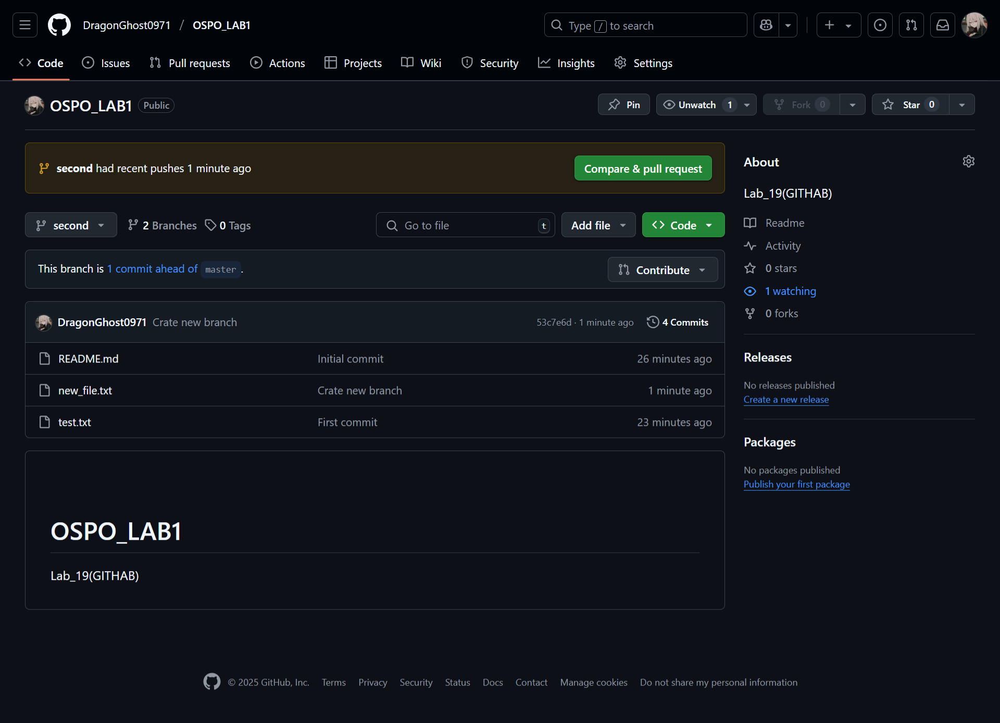 DragonGhost0971 / OSPO_LAB1
Type / to search
Code Issues Pull requests Actions Projects Wiki Security Insights Settings
OSPO_LAB1 Public
Pin Unwatch 1 Fork 0 Star 0
second had recent pushes 1 minute ago
Compare & pull request
second 2 Branches 0 Tags
Go to file t Add file Code
This branch is 1 commit ahead of master .
Contribute
DragonGhost0971 Crate new branch 53c7e6d · 1 minute ago 4 Commits
README.md Initial commit 26 minutes ago
new_file.txt Crate new branch 1 minute ago
test.txt First commit 23 minutes ago
OSPO_LAB1
Lab_19(GITHAB)
About
Lab_19(GITHAB)
Readme
Activity
0 stars
1 watching
0 forks
Releases
No releases published
Create a new release
Packages
No packages published
Publish your first package
© 2025 GitHub, Inc. Terms Privacy Security Status Docs Contact Manage cookies Do not share my personal information